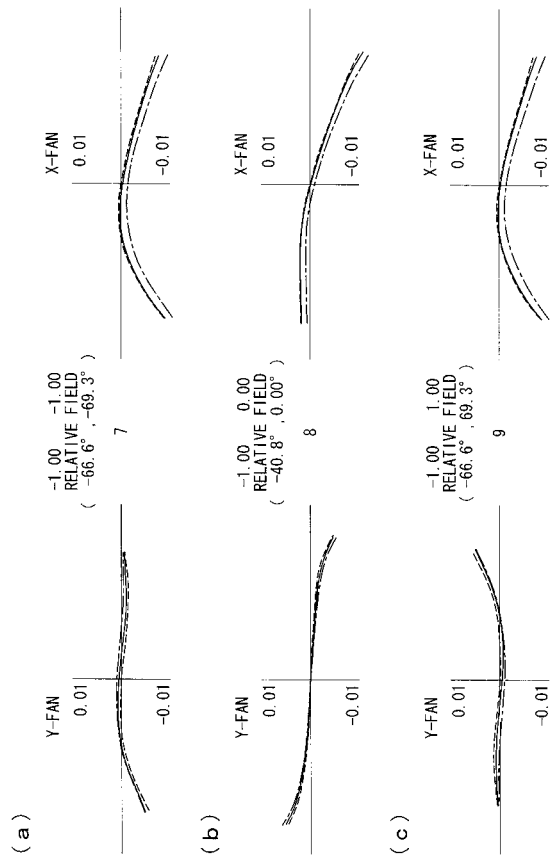 (a)
Y-FAN
0.01
-0.01
-1.00 -1.00
RELATIVE FIELD
( -66.6° , -69.3° )
7
X-FAN
0.01
-0.01
(b)
Y-FAN
0.01
-0.01
-1.00 0.00
RELATIVE FIELD
( -40.8° , 0.00° )
8
X-FAN
0.01
-0.01
(c)
Y-FAN
0.01
-0.01
-1.00 1.00
RELATIVE FIELD
( -66.6° , 69.3° )
9
X-FAN
0.01
-0.01